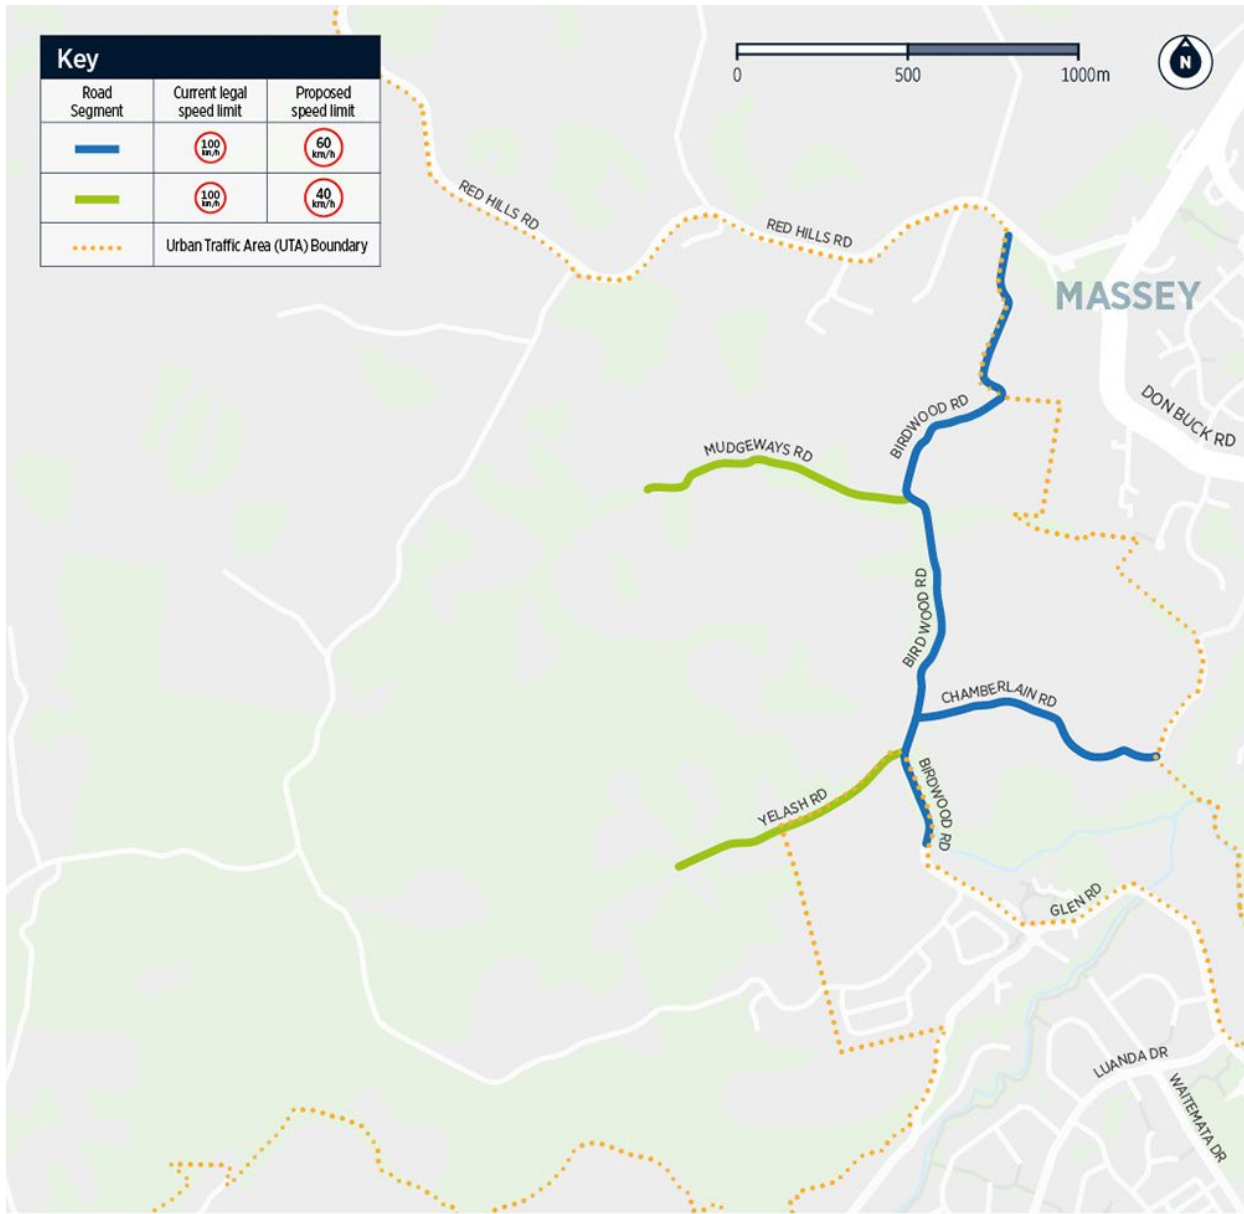 Key
Road
Segment
Current legal
speed limit
Proposed
speed limit
100
km/h
60
km/h
100
km/h
40
km/h
Urban Traffic Area (UTA) Boundary
0
500
1000m
N
RED HILLS RD
RED HILLS RD
MASSEY
DON BUCK RD
BIRDWOOD RD
MUDGEWAYS RD
BIRDWOOD RD
CHAMBERLAIN RD
BIRDWOOD RD
YELASH RD
GLEN RD
LUANDA DR
WAITEMATA DR